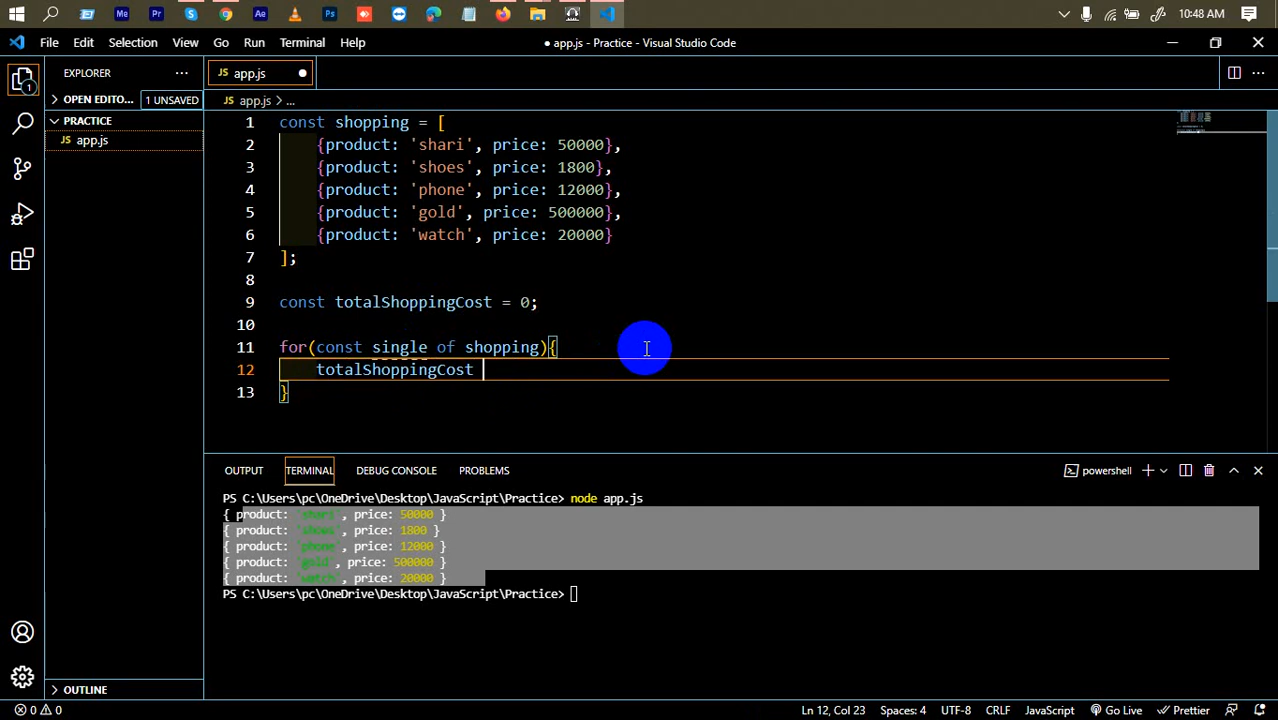 Me
Pr
Ae
Ps
10:48 AM
File Edit Selection View Go Run Terminal Help
● app.js - Practice - Visual Studio Code
EXPLORER
JS app.js
OPEN EDITO... 1 UNSAVED
JS app.js > ...
PRACTICE
JS app.js
1
1 const shopping = [
2 {product: 'shari', price: 50000},
3 {product: 'shoes', price: 1800},
4 {product: 'phone', price: 12000},
5 {product: 'gold', price: 500000},
6 {product: 'watch', price: 20000}
7 ];
8
9 const totalShoppingCost = 0;
10
11 for(const single of shopping){
12 totalShoppingCost
13 }
OUTPUT TERMINAL DEBUG CONSOLE PROBLEMS
powershell
PS C:\Users\pc\OneDrive\Desktop\JavaScript\Practice> node app.js
{ product: 'shari', price: 50000 }
{ product: 'shoes', price: 1800 }
{ product: 'phone', price: 12000 }
{ product: 'gold', price: 500000 }
{ product: 'watch', price: 20000 }
PS C:\Users\pc\OneDrive\Desktop\JavaScript\Practice>
OUTLINE
0 0
Ln 12, Col 23 Spaces: 4 UTF-8 CRLF JavaScript Go Live Prettier